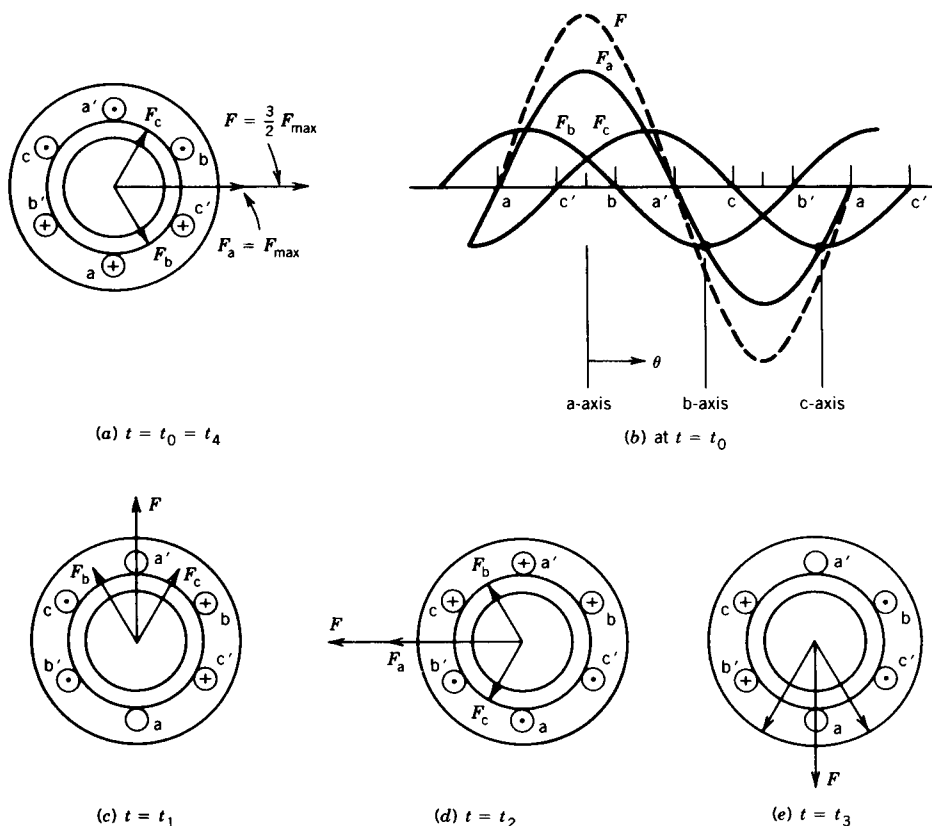 a′
F_c
F = 3/2 F_max
c
b
b′
c′
F_a = F_max
F_b
a
(a) t = t_0 = t_4
F
F_a
F_b
F_c
a
c′
b
a′
c
b′
a
c′
θ
a-axis
b-axis
c-axis
(b) at t = t_0
F
a′
F_b
F_c
c
b
b′
c′
a
(c) t = t_1
a′
F_b
c
b
F
F_a
b′
c′
F_c
a
(d) t = t_2
a′
c
b
b′
c′
a
F
(e) t = t_3